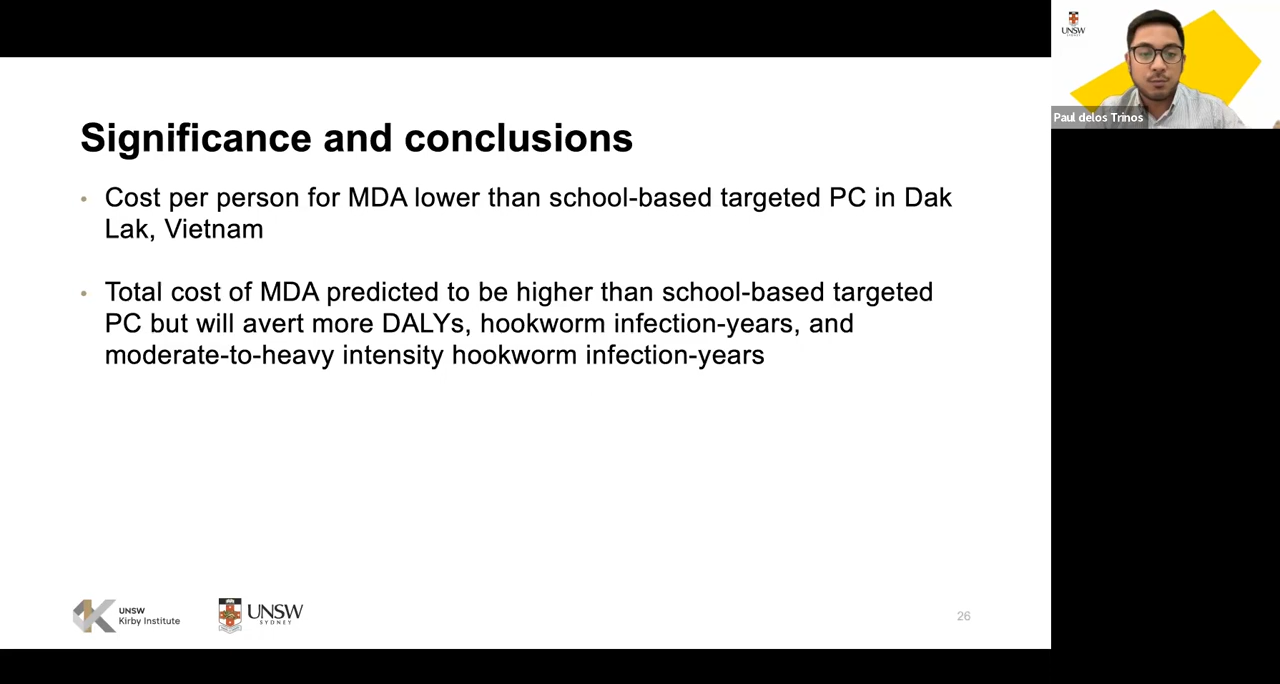 UNSW
SYDNEY
Paul delos Trinos
Significance and conclusions
• Cost per person for MDA lower than school-based targeted PC in Dak
Lak, Vietnam
• Total cost of MDA predicted to be higher than school-based targeted
PC but will avert more DALYs, hookworm infection-years, and
moderate-to-heavy intensity hookworm infection-years
UNSW
Kirby Institute
UNSW
SYDNEY
26